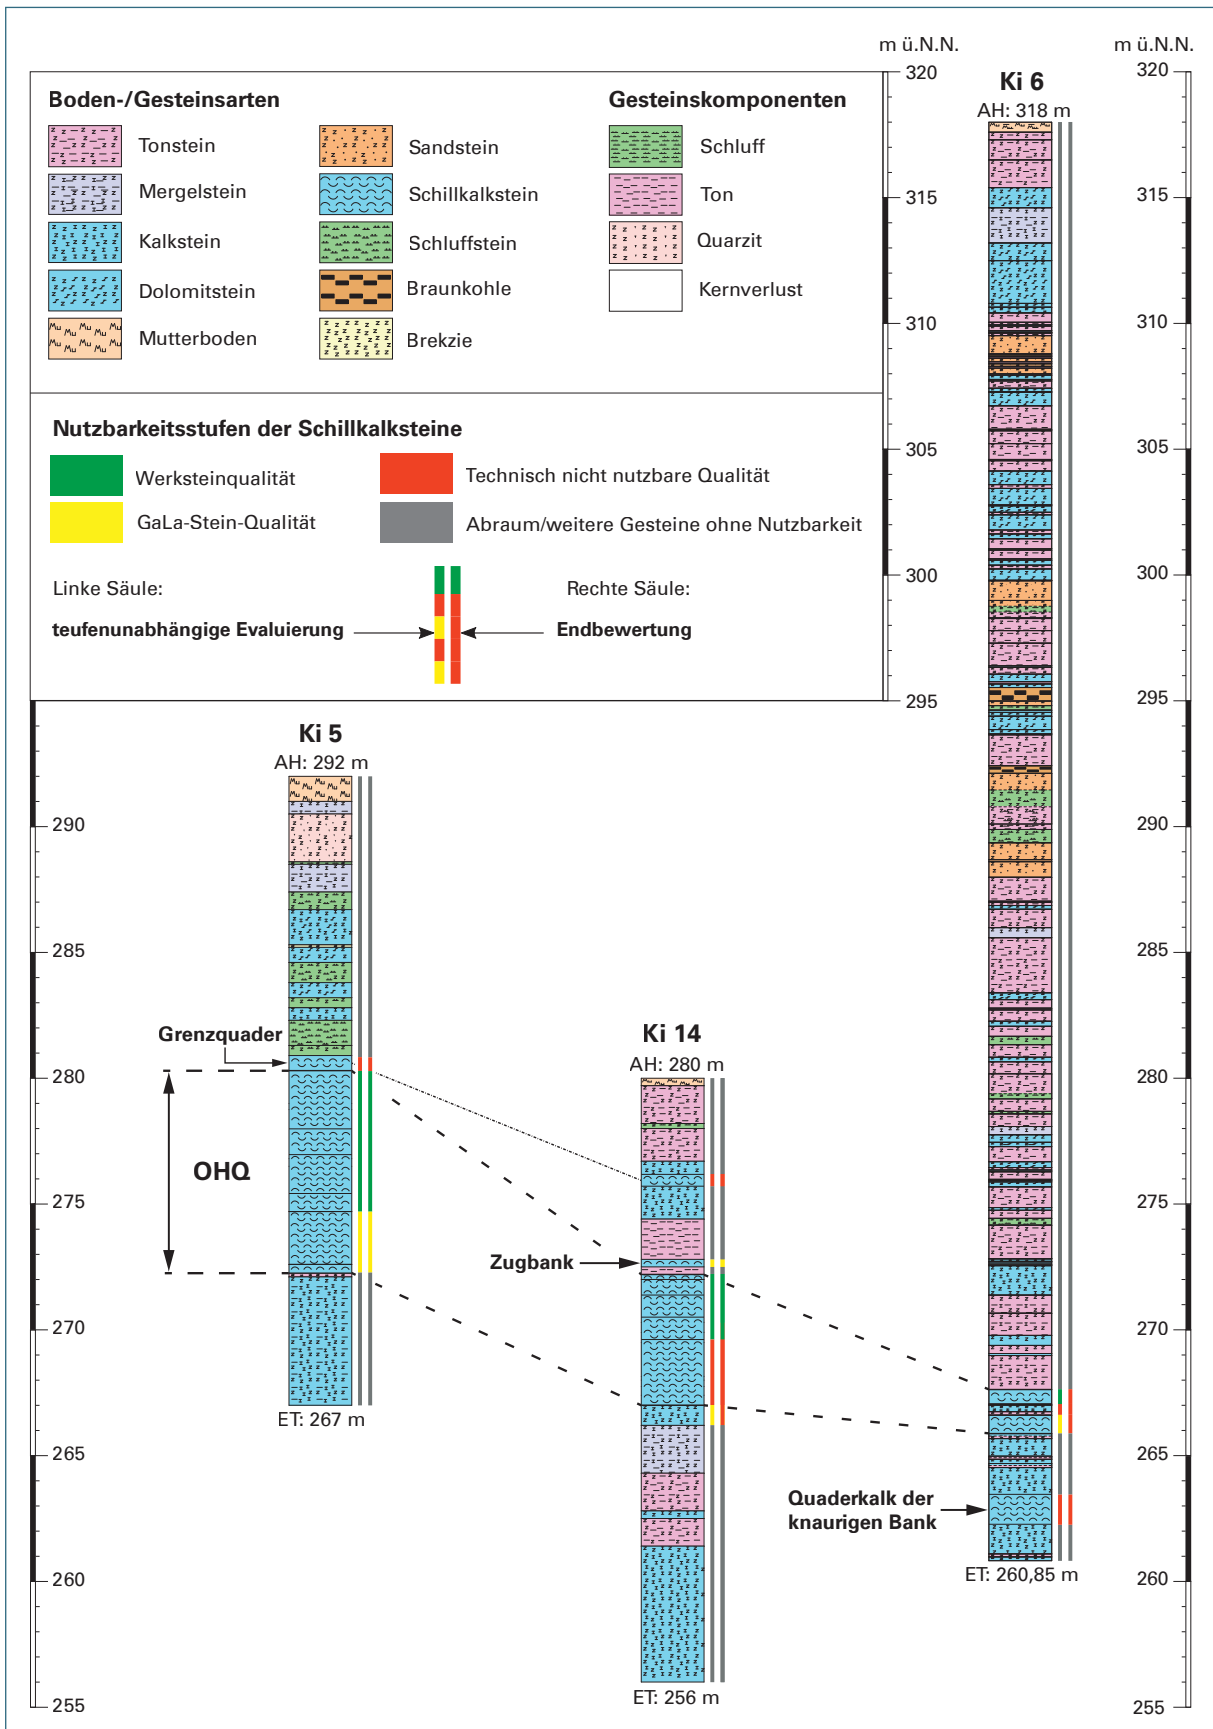 m ü.N.N.
m ü.N.N.
320
320
Ki 6
AH: 318 m
Boden-/Gesteinsarten
Gesteinskomponenten
Tonstein
Sandstein
Schluff
Mergelstein
Schillkalkstein
Ton
Kalkstein
Schluffstein
Quarzit
Dolomitstein
Braunkohle
Kernverlust
Mutterboden
Brekzie
315
315
310
310
Nutzbarkeitsstufen der Schillkalksteine
Werksteinqualität
Technisch nicht nutzbare Qualität
GaLa-Stein-Qualität
Abraum/weitere Gesteine ohne Nutzbarkeit
Linke Säule:
Rechte Säule:
teufenunabhängige Evaluierung
Endbewertung
305
305
300
300
295
295
Ki 5
AH: 292 m
290
290
285
285
Grenzquader
Ki 14
AH: 280 m
280
280
OHQ
275
275
Zugbank
270
270
ET: 267 m
265
265
Quaderkalk der
knaurigen Bank
ET: 260,85 m
260
260
ET: 256 m
255
255